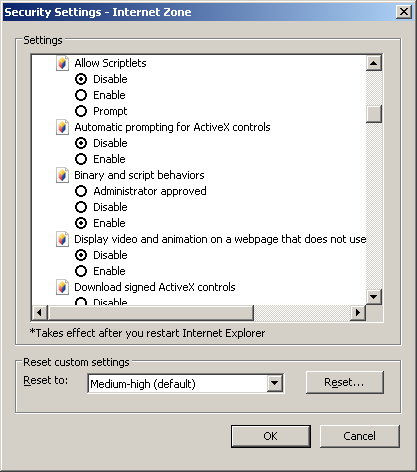 Security Settings - Internet Zone
Settings
Allow Scriptlets
Disable
Enable
Prompt
Automatic prompting for ActiveX controls
Disable
Enable
Binary and script behaviors
Administrator approved
Disable
Enable
Display video and animation on a webpage that does not use
Disable
Enable
Download signed ActiveX controls
Disable
*Takes effect after you restart Internet Explorer
Reset custom settings
Reset to: Medium-high (default) Reset...
OK Cancel